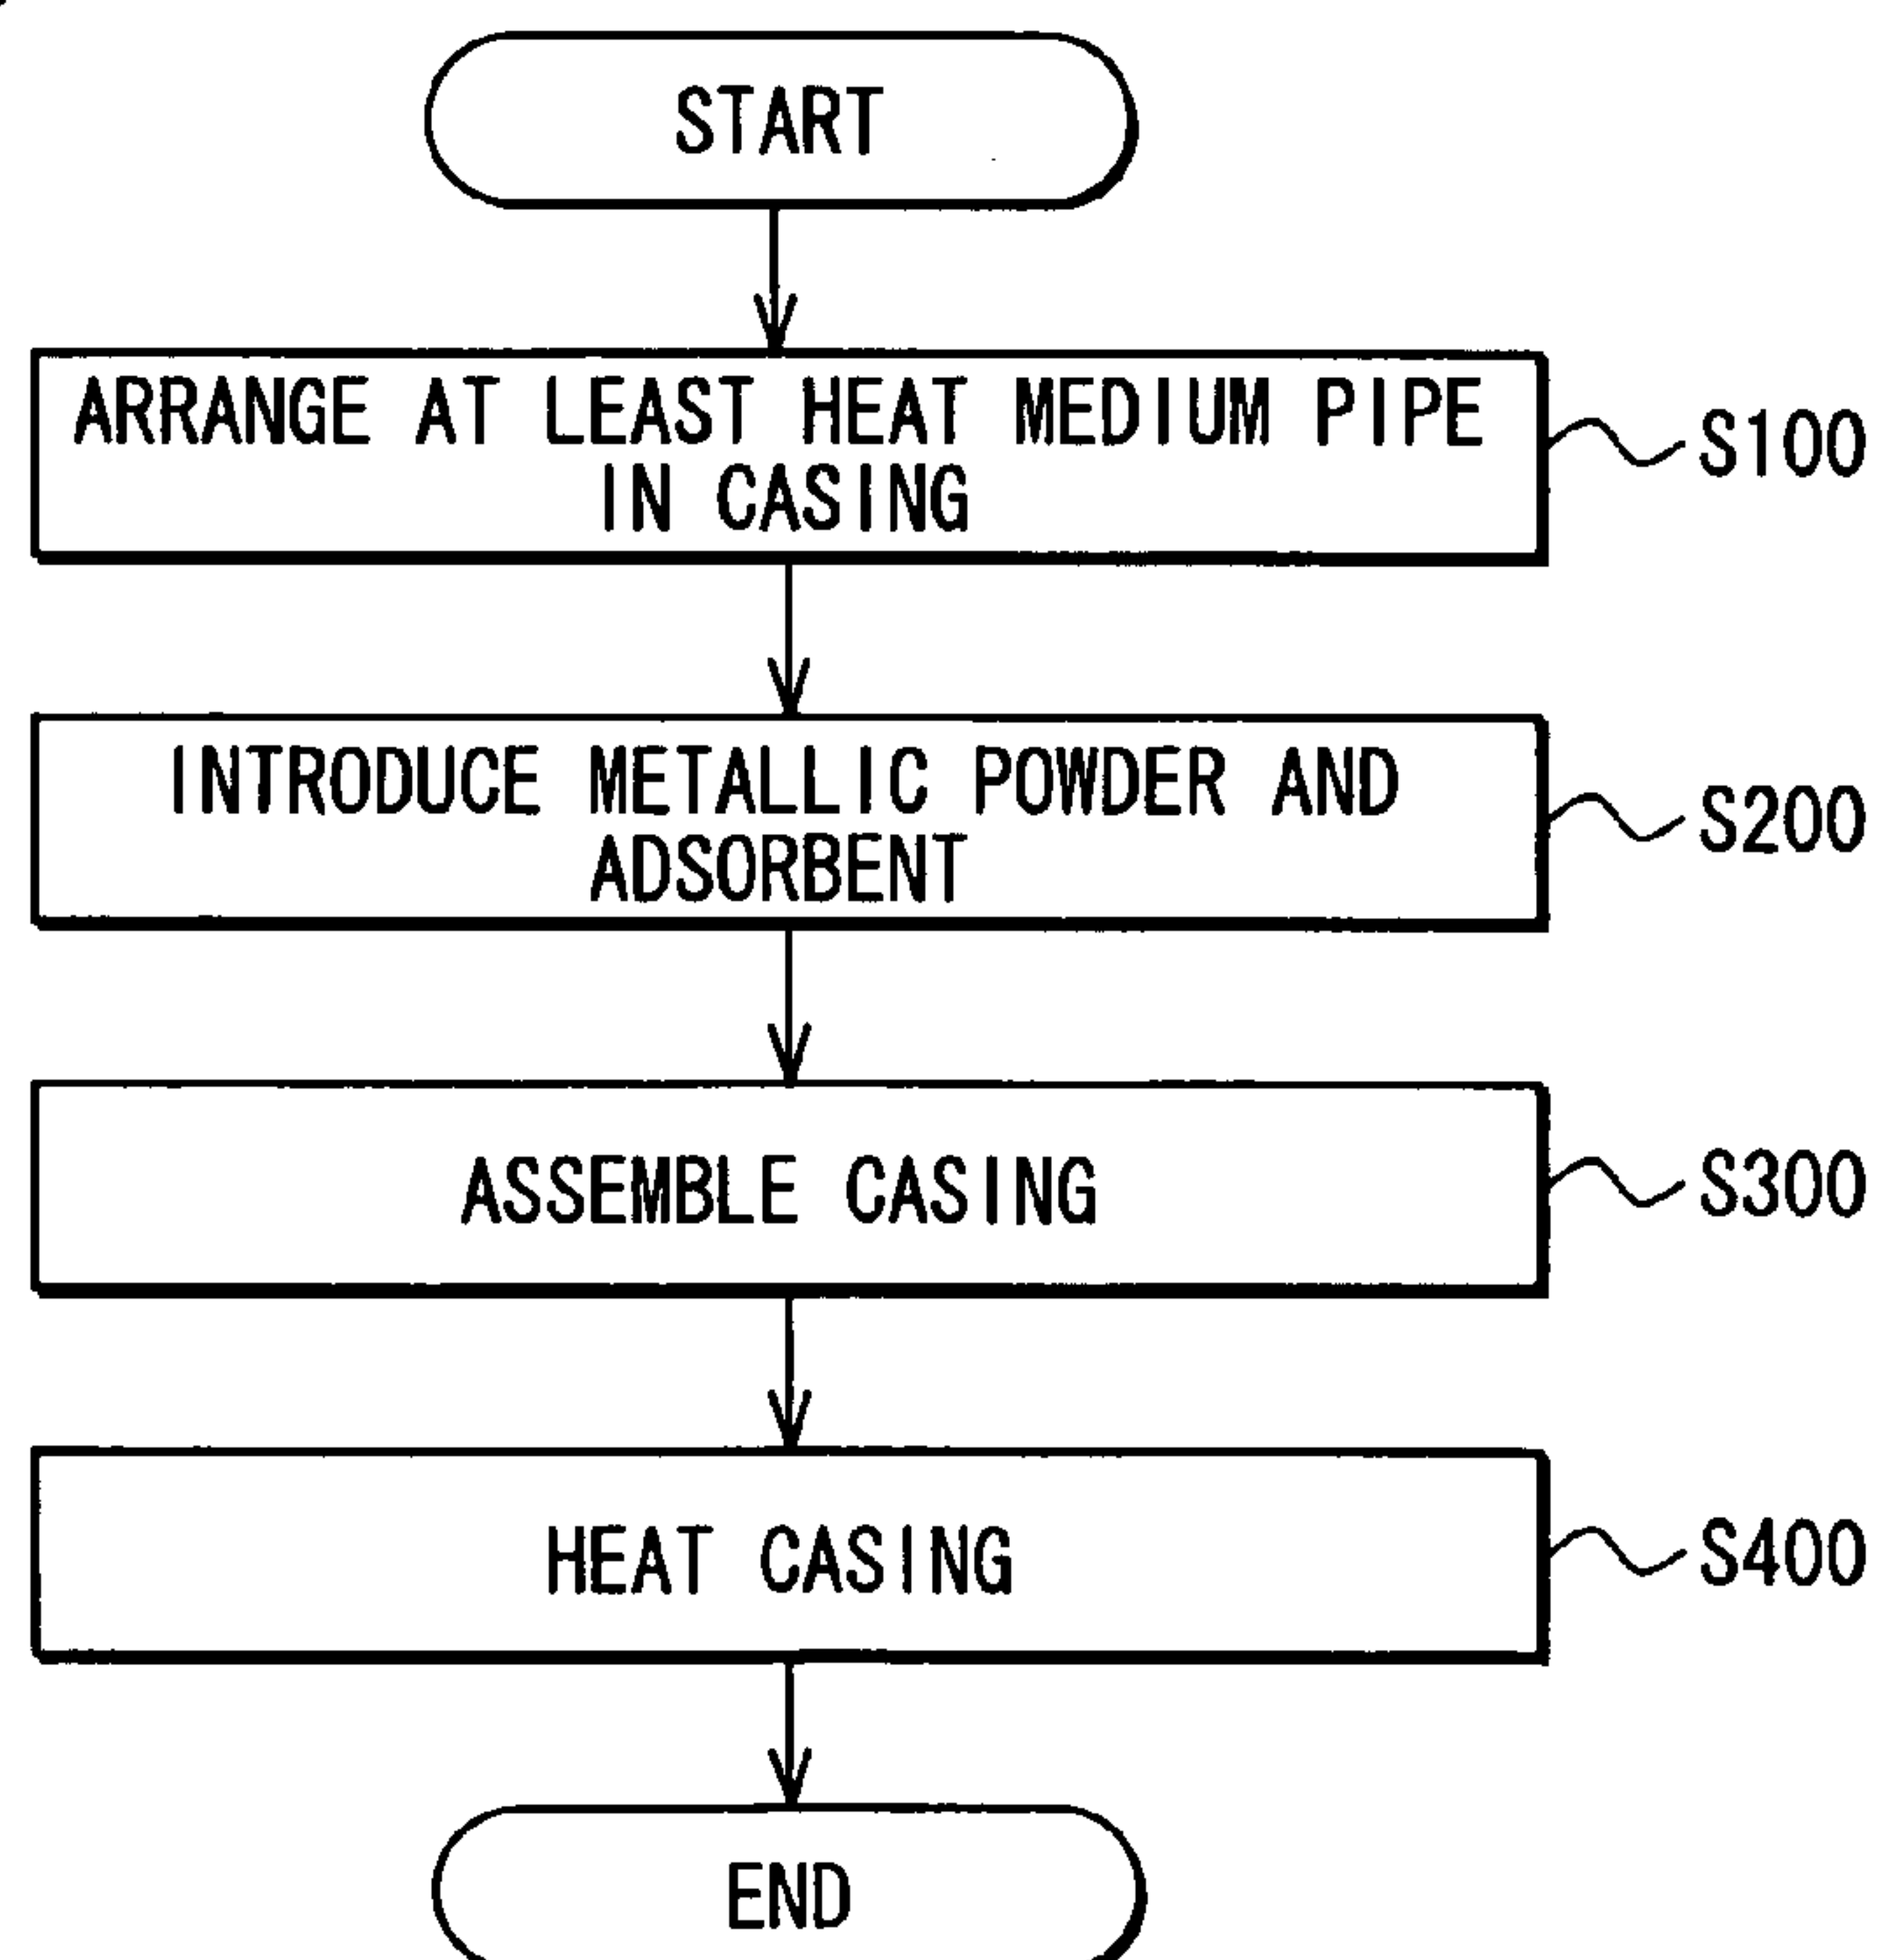 START
ARRANGE AT LEAST HEAT MEDIUM PIPE
IN CASING
S100
INTRODUCE METALLIC POWDER AND
ADSORBENT
S200
ASSEMBLE CASING
S300
HEAT CASING
S400
END